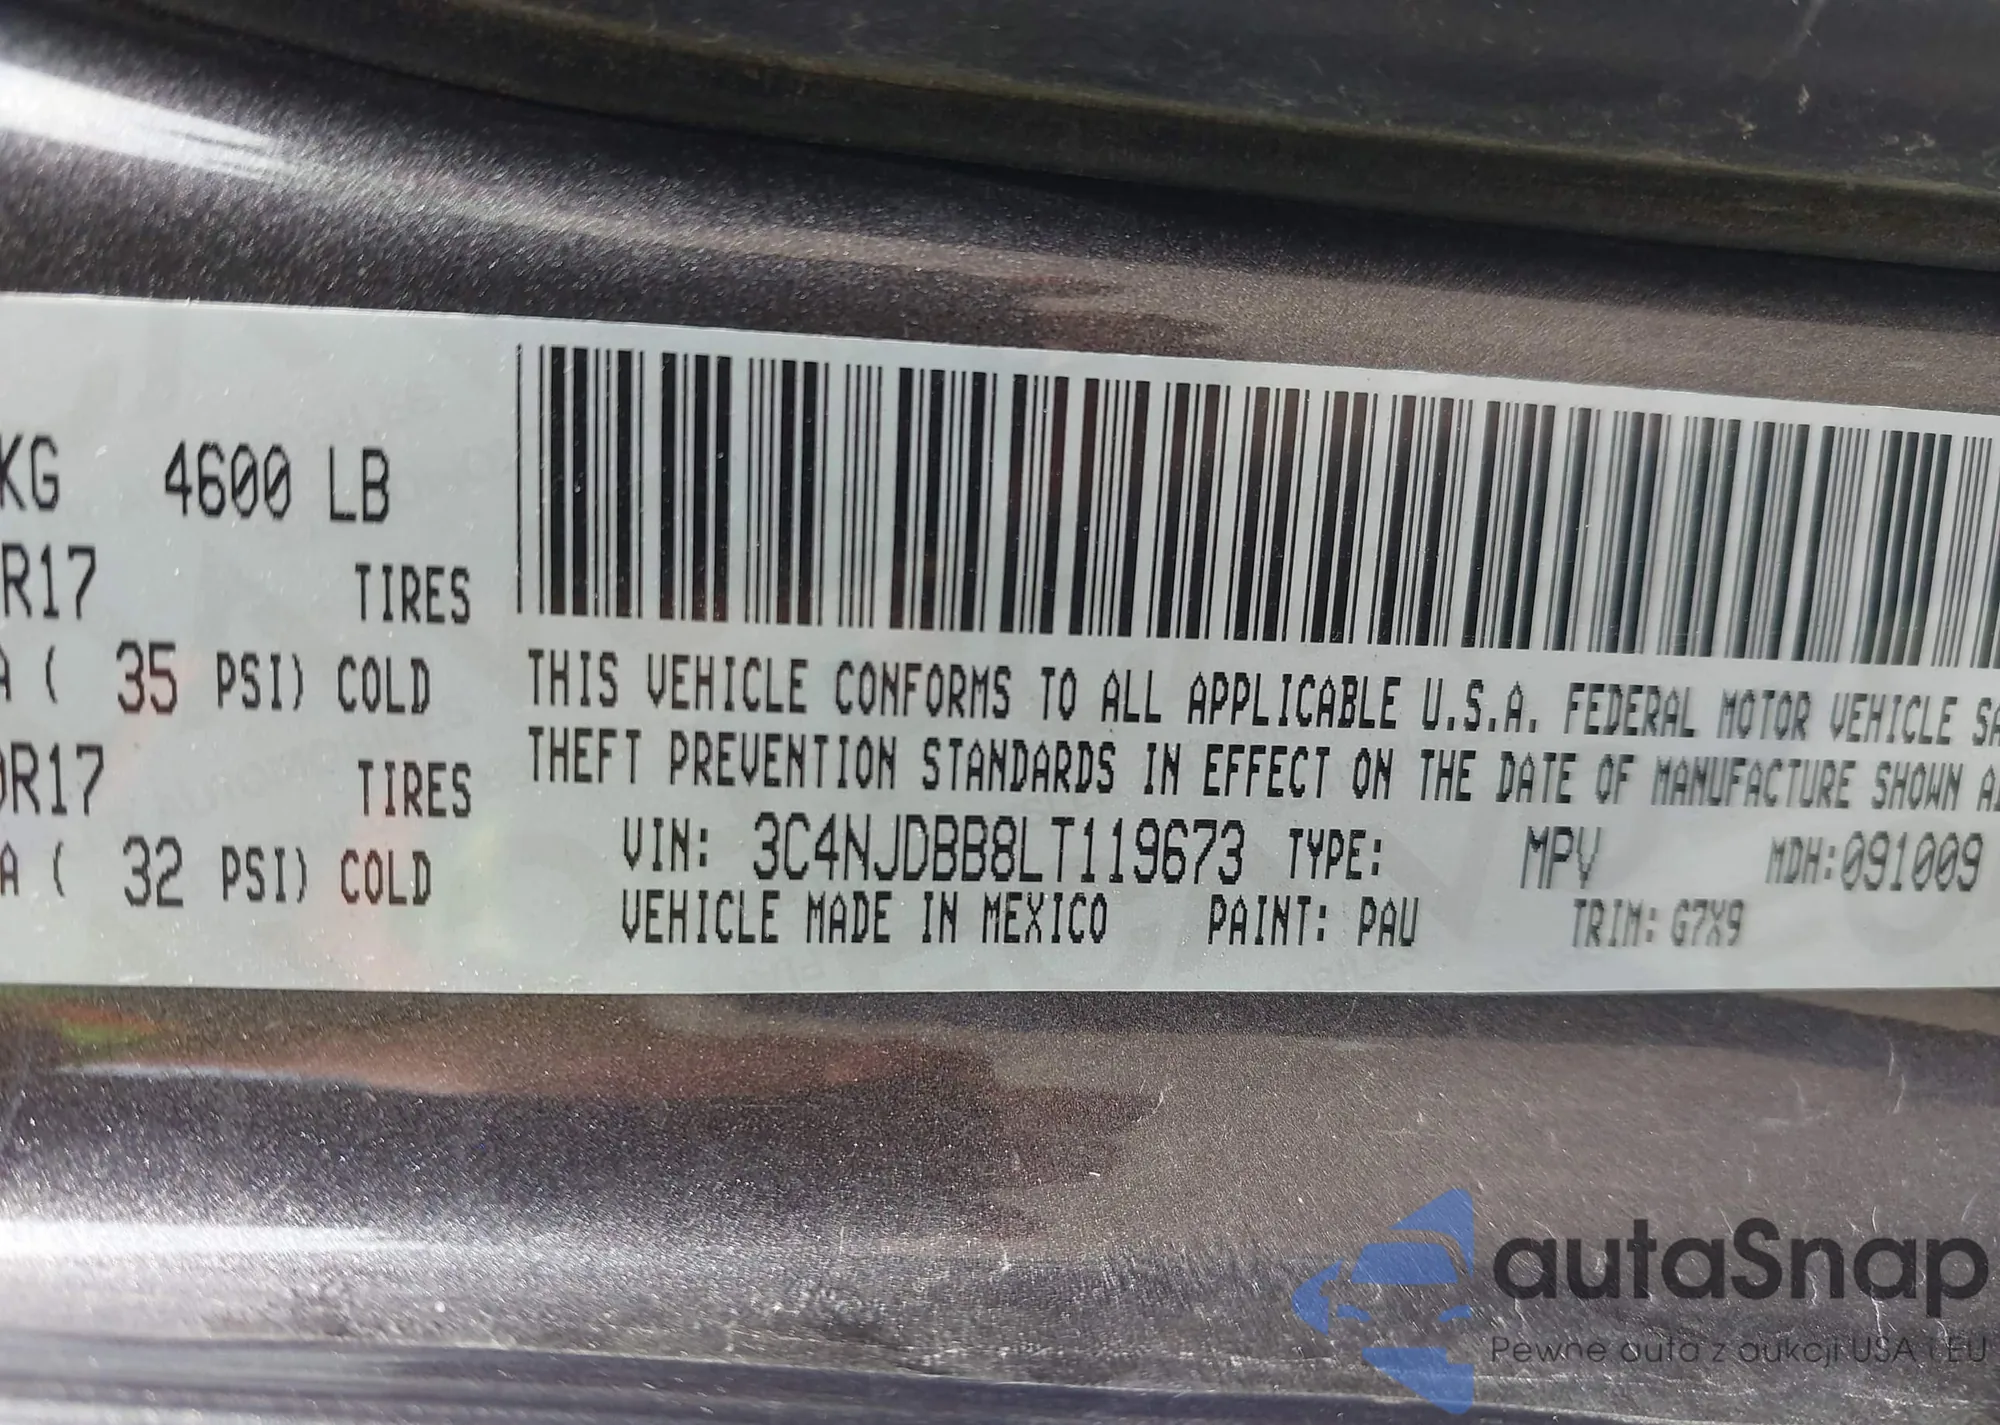 KG 4600 LB
R17 TIRES
A ( 35 PSI) COLD
0R17 TIRES
A ( 32 PSI) COLD
THIS VEHICLE CONFORMS TO ALL APPLICABLE U.S.A. FEDERAL MOTOR VEHICLE SA
THEFT PREVENTION STANDARDS IN EFFECT ON THE DATE OF MANUFACTURE SHOWN A
VIN: 3C4NJDBB8LT119673 TYPE: MPV MDH:091009
VEHICLE MADE IN MEXICO PAINT: PAU TRIM: G7X9
autaSnap
Pewne auta z aukcji USA i EU